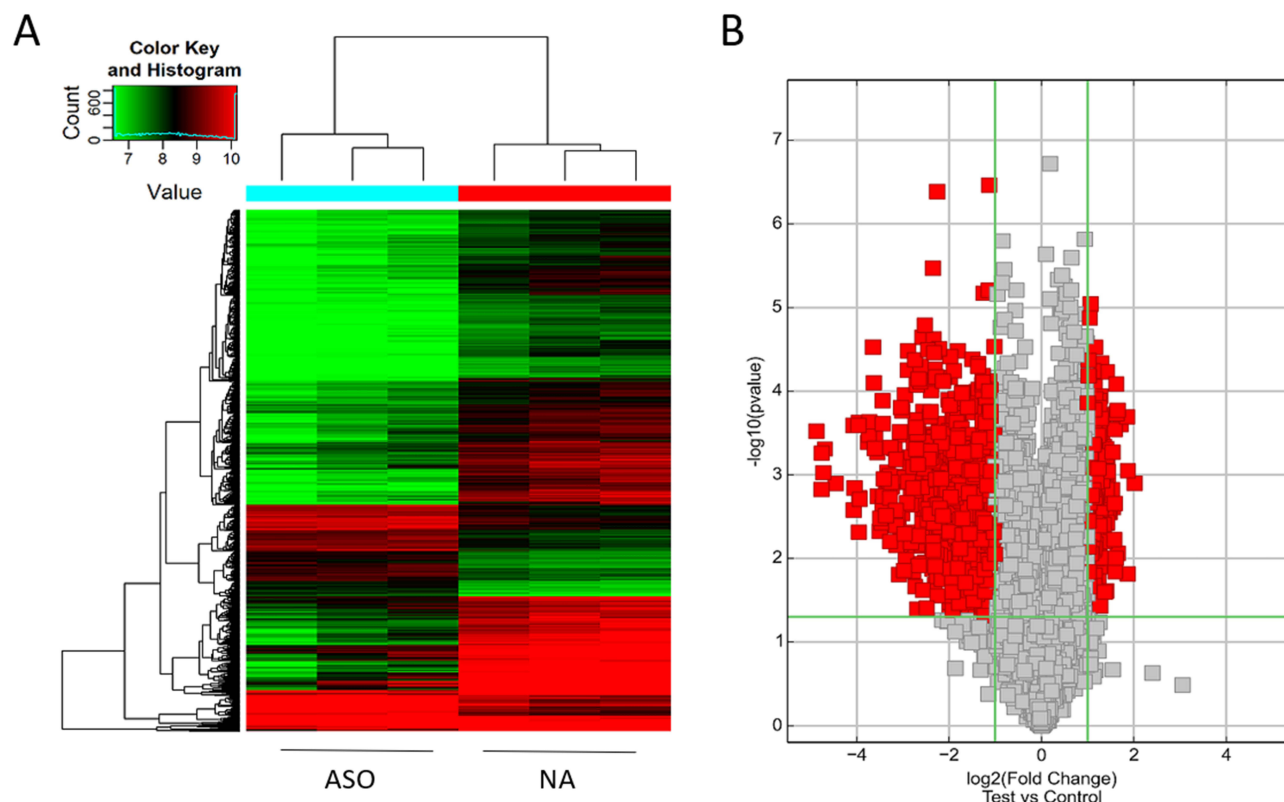 A
Color Key
and Histogram
Count
0
600
7 8 9 10
Value
ASO
NA
B
7
6
5
4
3
2
1
0
-log10(pvalue)
−4 −2 0 2 4
log2(Fold Change)
Test vs Control